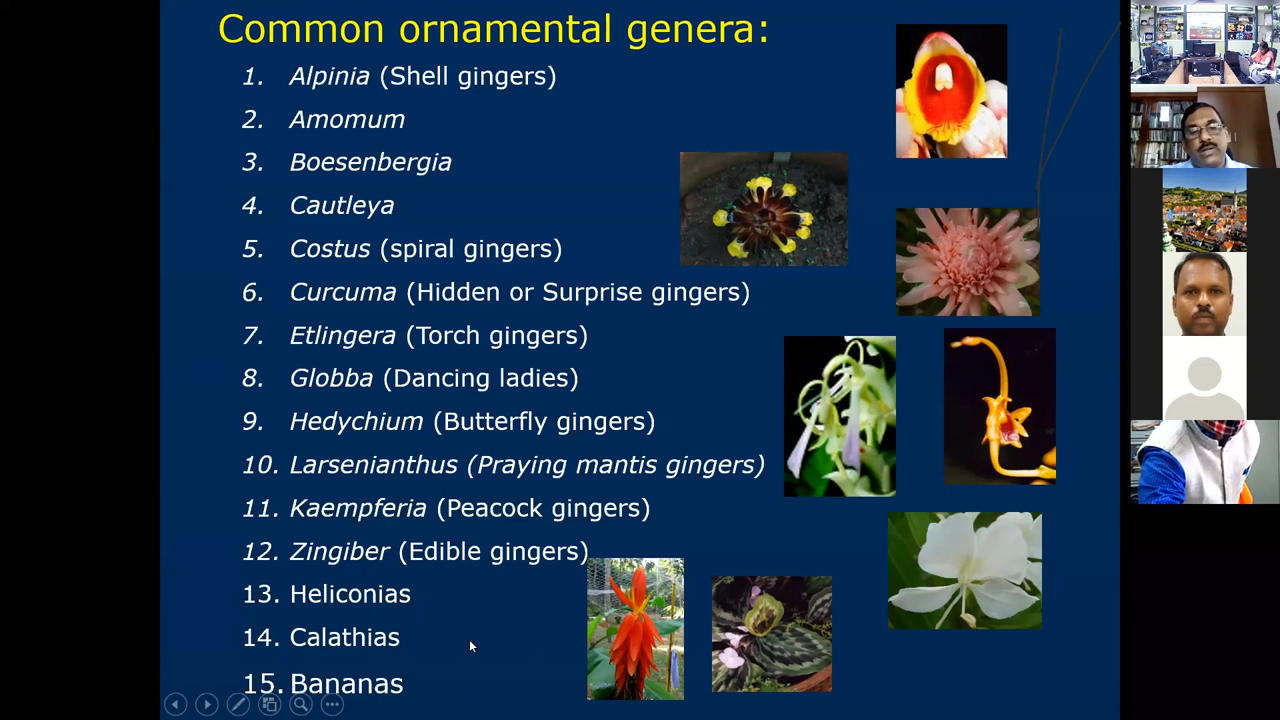 Common ornamental genera:
1. Alpinia (Shell gingers)
2. Amomum
3. Boesenbergia
4. Cautleya
5. Costus (spiral gingers)
6. Curcuma (Hidden or Surprise gingers)
7. Etlingera (Torch gingers)
8. Globba (Dancing ladies)
9. Hedychium (Butterfly gingers)
10. Larsenianthus (Praying mantis gingers)
11. Kaempferia (Peacock gingers)
12. Zingiber (Edible gingers)
13. Heliconias
14. Calathias
15. Bananas